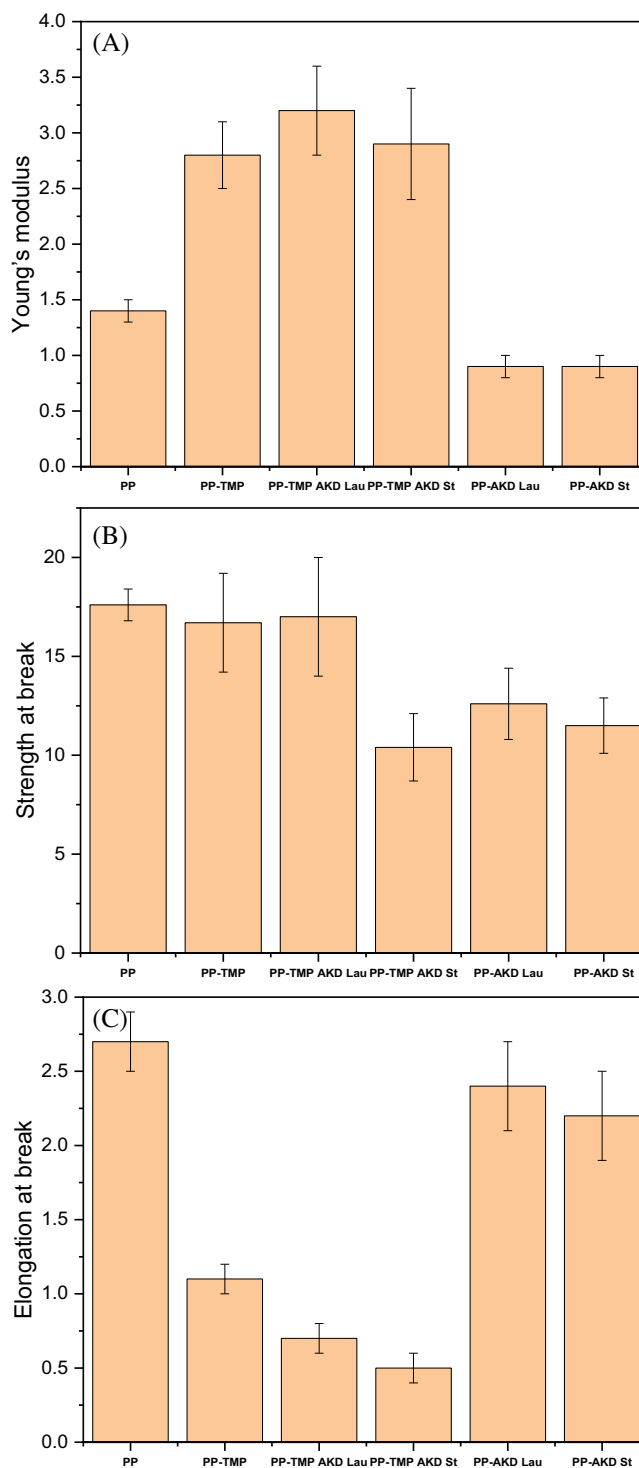 (A)
Young's modulus
4.0
3.5
3.0
2.5
2.0
1.5
1.0
0.5
0.0
PP PP-TMP PP-TMP AKD Lau PP-TMP AKD St PP-AKD Lau PP-AKD St
(B)
Strength at break
20
15
10
5
0
PP PP-TMP PP-TMP AKD Lau PP-TMP AKD St PP-AKD Lau PP-AKD St
(C)
Elongation at break
3.0
2.5
2.0
1.5
1.0
0.5
0.0
PP PP-TMP PP-TMP AKD Lau PP-TMP AKD St PP-AKD Lau PP-AKD St